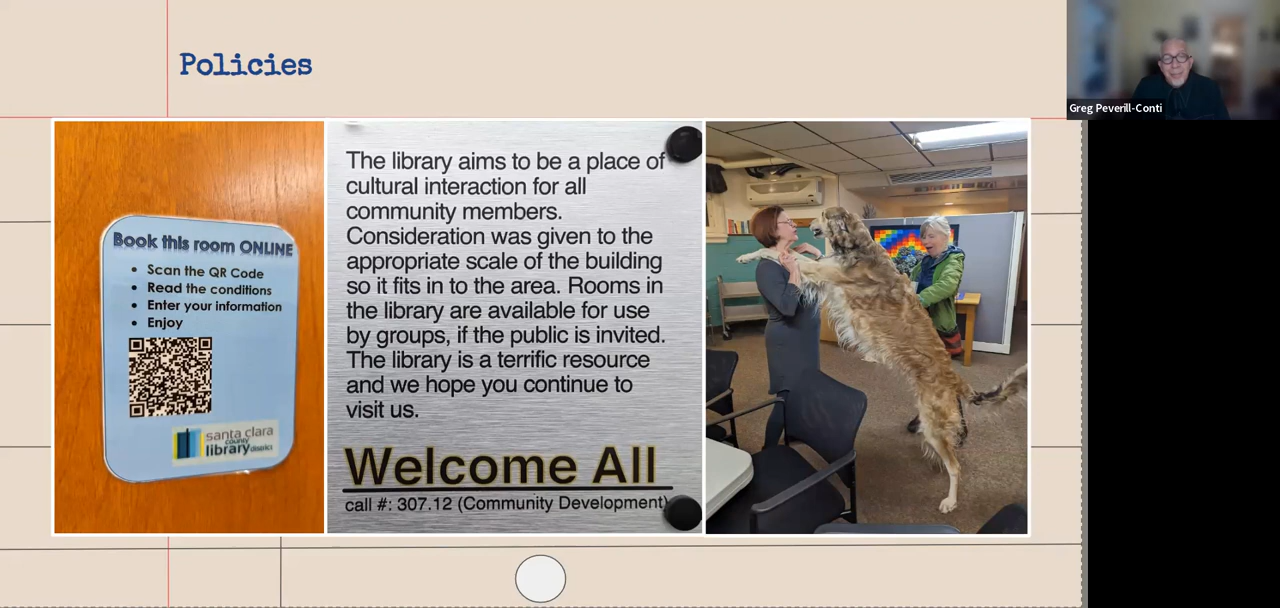 Policies
Greg Peverill-Conti
Book this room ONLINE
• Scan the QR Code
• Read the conditions
• Enter your information
• Enjoy
santa clara
county
library district
The library aims to be a place of
cultural interaction for all
community members.
Consideration was given to the
appropriate scale of the building
so it fits in to the area. Rooms in
the library are available for use
by groups, if the public is invited.
The library is a terrific resource
and we hope you continue to
visit us.
Welcome All
call #: 307.12 (Community Development)